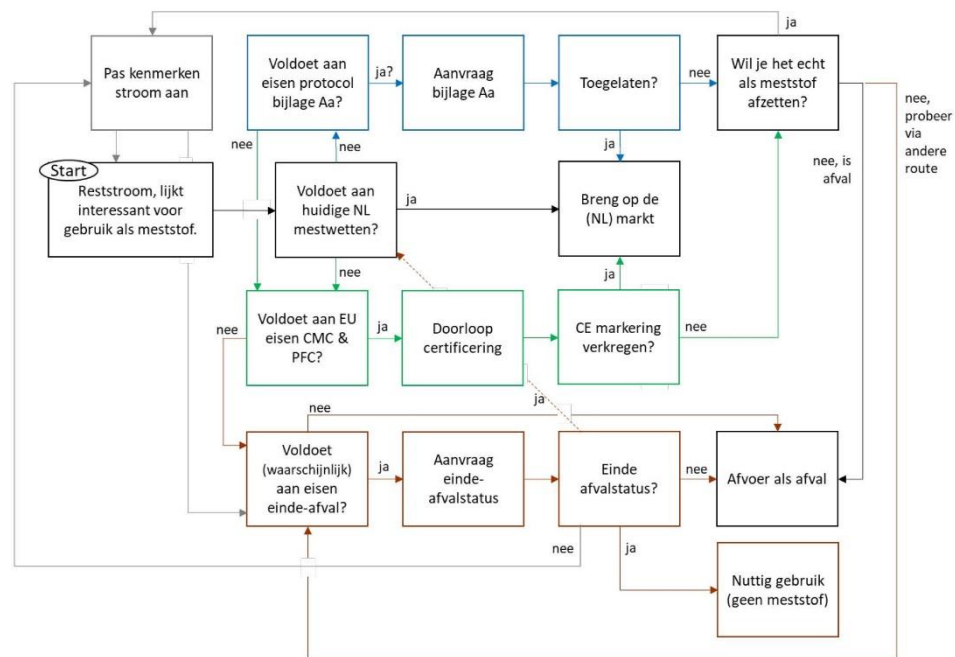 ja
Pas kenmerken
stroom aan
Voldoet aan
eisen protocol
bijlage Aa?
ja?
Aanvraag
bijlage Aa
Toegelaten?
nee
Wil je het echt
als meststof
afzetten?
nee,
probeer
via
andere
route
nee
nee
ja
nee, is
afval
Start
Reststroom, lijkt
interessant voor
gebruik als meststof.
Voldoet aan
huidige NL
mestwetten?
ja
Breng op de
(NL) markt
nee
ja
nee
Voldoet aan EU
eisen CMC &
PFC?
ja
Doorloop
certificering
CE markering
verkregen?
nee
nee
ja
Voldoet
(waarschijnlijk)
aan eisen
einde-afval?
ja
Aanvraag
einde-
afvalstatus
Einde
afvalstatus?
nee
Afvoer als afval
nee
ja
Nuttig gebruik
(geen meststof)